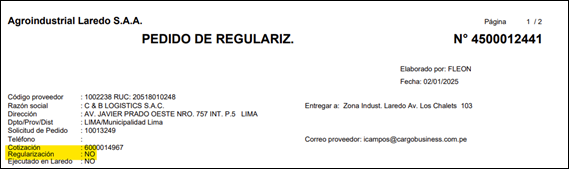 Agroindustrial Laredo S.A.A.
Página 1 / 2
PEDIDO DE REGULARIZ.
N° 4500012441
Elaborado por: FLEON
Fecha: 02/01/2025
Código proveedor : 1002238 RUC: 20518010248
Razón social : C & B LOGISTICS S.A.C.
Entregar a: Zona Indust. Laredo Av. Los Chalets 103
Dirección : AV. JAVIER PRADO OESTE NRO. 757 INT. P.5 LIMA
Dpto/Prov/Dist : LIMA/Municipalidad Lima
Solicitud de Pedido : 10013249
Teléfono :
Correo proveedor: icampos@cargobusiness.com.pe
Cotización : 6000014967
Regularización : NO
Ejecutado en Laredo : NO